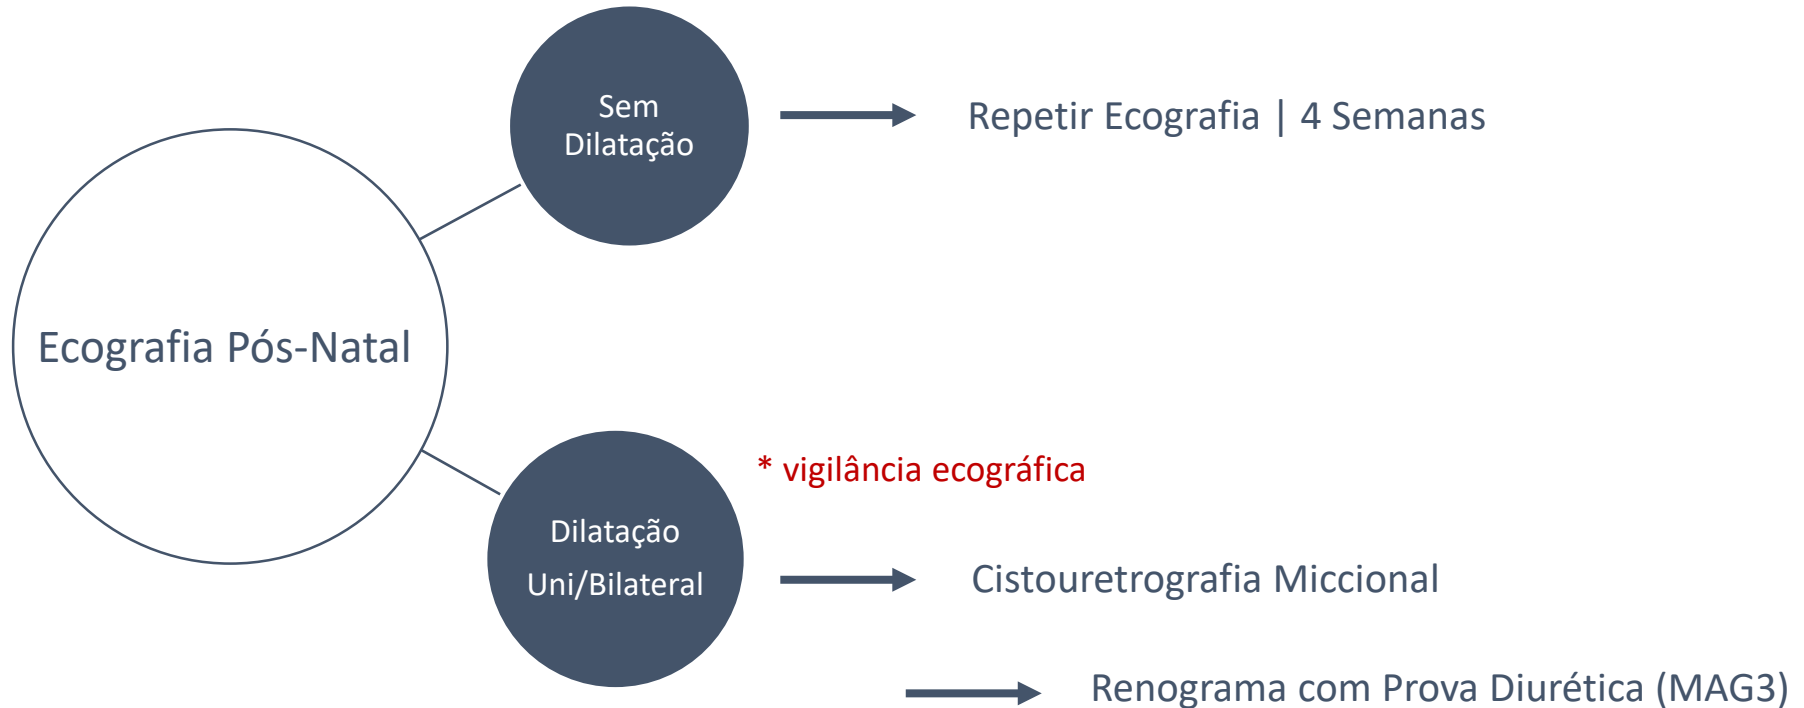 Sem
Dilatação
Repetir Ecografia | 4 Semanas
Ecografia Pós-Natal
* vigilância ecográfica
Dilatação
Uni/Bilateral
Cistouretrografia Miccional
Renograma com Prova Diurética (MAG3)